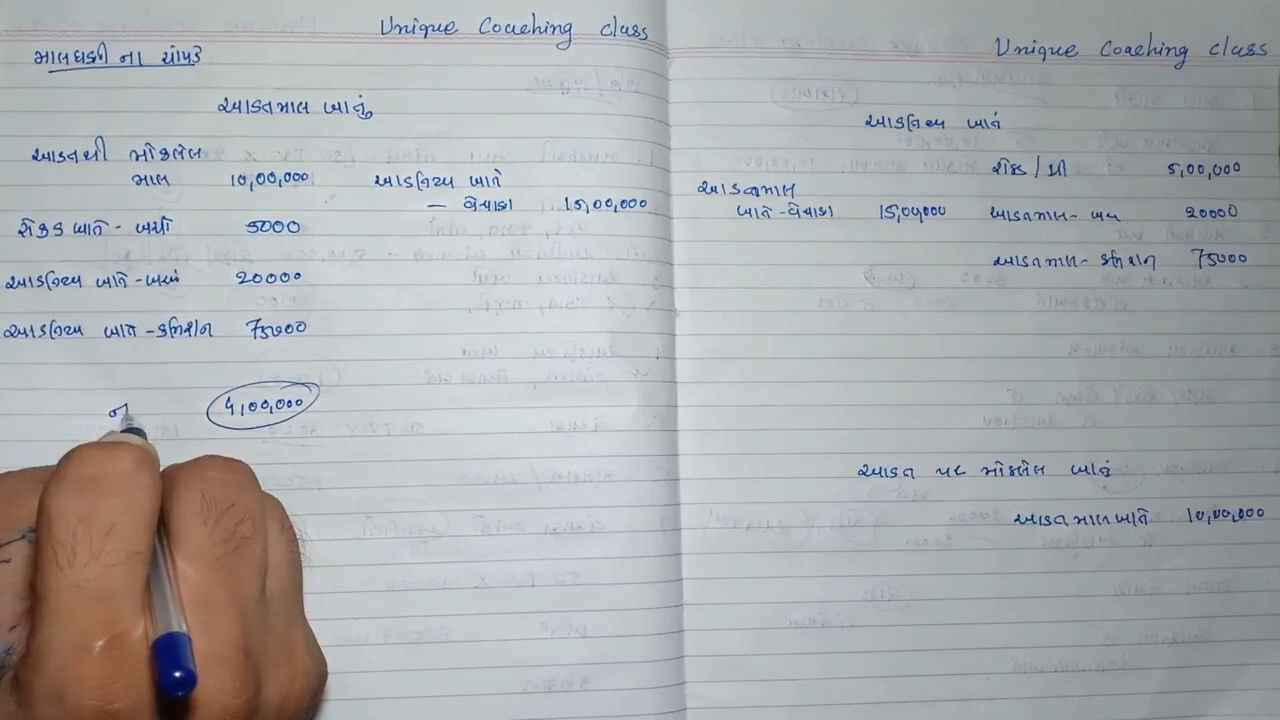 Unique Coaching Class
માલધણી ના ચોપડે
આડતમાલ ખાનું
આડતથી મોકલેલ
માલ 10,00,000
આડતિયા ખાતે
- વેચાણ 15,00,000
રોકડ ખાતે - ખર્ચા 5000
આડતિયા ખાતે - ખર્ચા 20000
આડતિયા ખાતે - કમિશન 75000
4,00,000
Unique Coaching Class
આડતિયા ખાતું
રોકડ / પ્રી 5,00,000
આડતમાલ
ખાતે - વેચાણ 15,00,000
આડતમાલ - ખર્ચ 20000
આડતમાલ - કમિશન 75000
આડત પર મોકલેલ ખાનું
આડતમાલ ખાતે 10,00,000